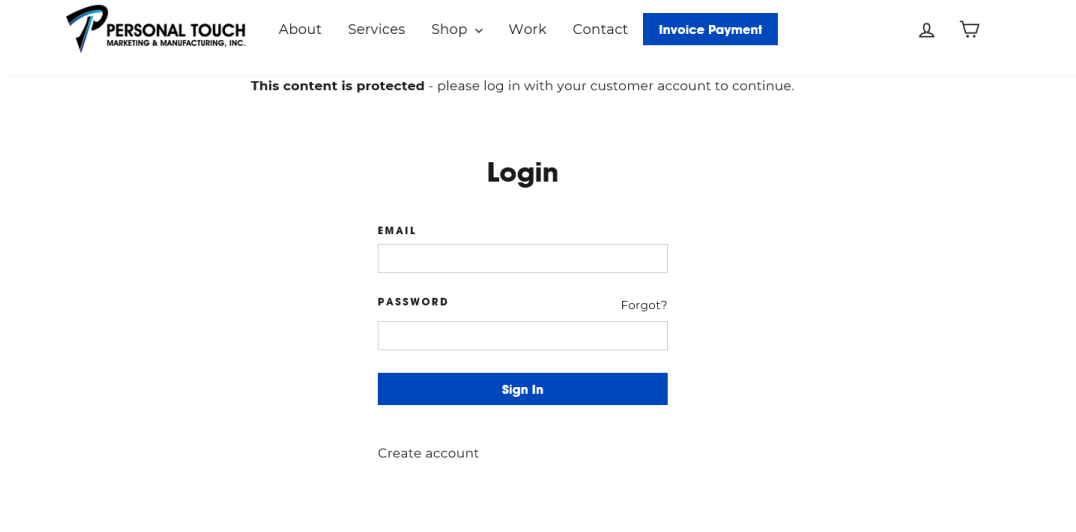 PERSONAL TOUCH
MARKETING & MANUFACTURING, INC.
About Services Shop Work Contact Invoice Payment
This content is protected - please log in with your customer account to continue.
Login
EMAIL
PASSWORD Forgot?
Sign In
Create account